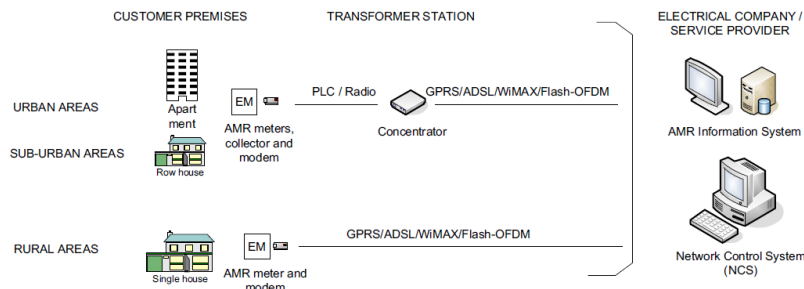 CUSTOMER PREMISES
TRANSFORMER STATION
ELECTRICAL COMPANY /
SERVICE PROVIDER
URBAN AREAS
Apart
ment
EM
AMR meters,
collector and
modem
PLC / Radio
Concentrator
GPRS/ADSL/WiMAX/Flash-OFDM
AMR Information System
SUB-URBAN AREAS
Row house
RURAL AREAS
Single house
EM
AMR meter and
modem
GPRS/ADSL/WiMAX/Flash-OFDM
Network Control System
(NCS)